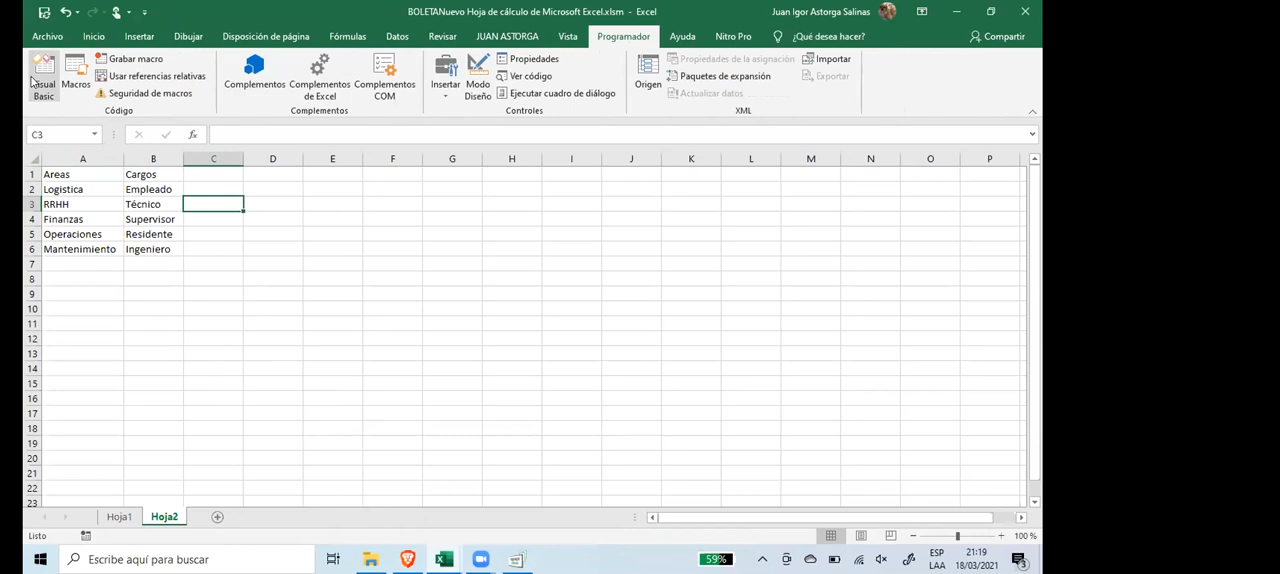 BOLETANuevo Hoja de cálculo de Microsoft Excel.xlsm - Excel
Juan Igor Astorga Salinas
Archivo Inicio Insertar Dibujar Disposición de página Fórmulas Datos Revisar JUAN ASTORGA Vista Programador Ayuda Nitro Pro ¿Qué desea hacer? Compartir
Visual Basic
Macros
Grabar macro
Usar referencias relativas
Seguridad de macros
Código
Complementos
Complementos de Excel
Complementos COM
Complementos
Insertar
Modo Diseño
Propiedades
Ver código
Ejecutar cuadro de diálogo
Controles
Origen
Propiedades de la asignación
Paquetes de expansión
Actualizar datos
Importar
Exportar
XML
C3
fx
A B C D E F G H I J K L M N O P
1 Areas Cargos
2 Logistica Empleado
3 RRHH Técnico
4 Finanzas Supervisor
5 Operaciones Residente
6 Mantenimiento Ingeniero
7
8
9
10
11
12
13
14
15
16
17
18
19
20
21
22
23
Hoja1 Hoja2
Listo
100 %
Escribe aquí para buscar
59%
ESP
LAA
21:19
18/03/2021
3